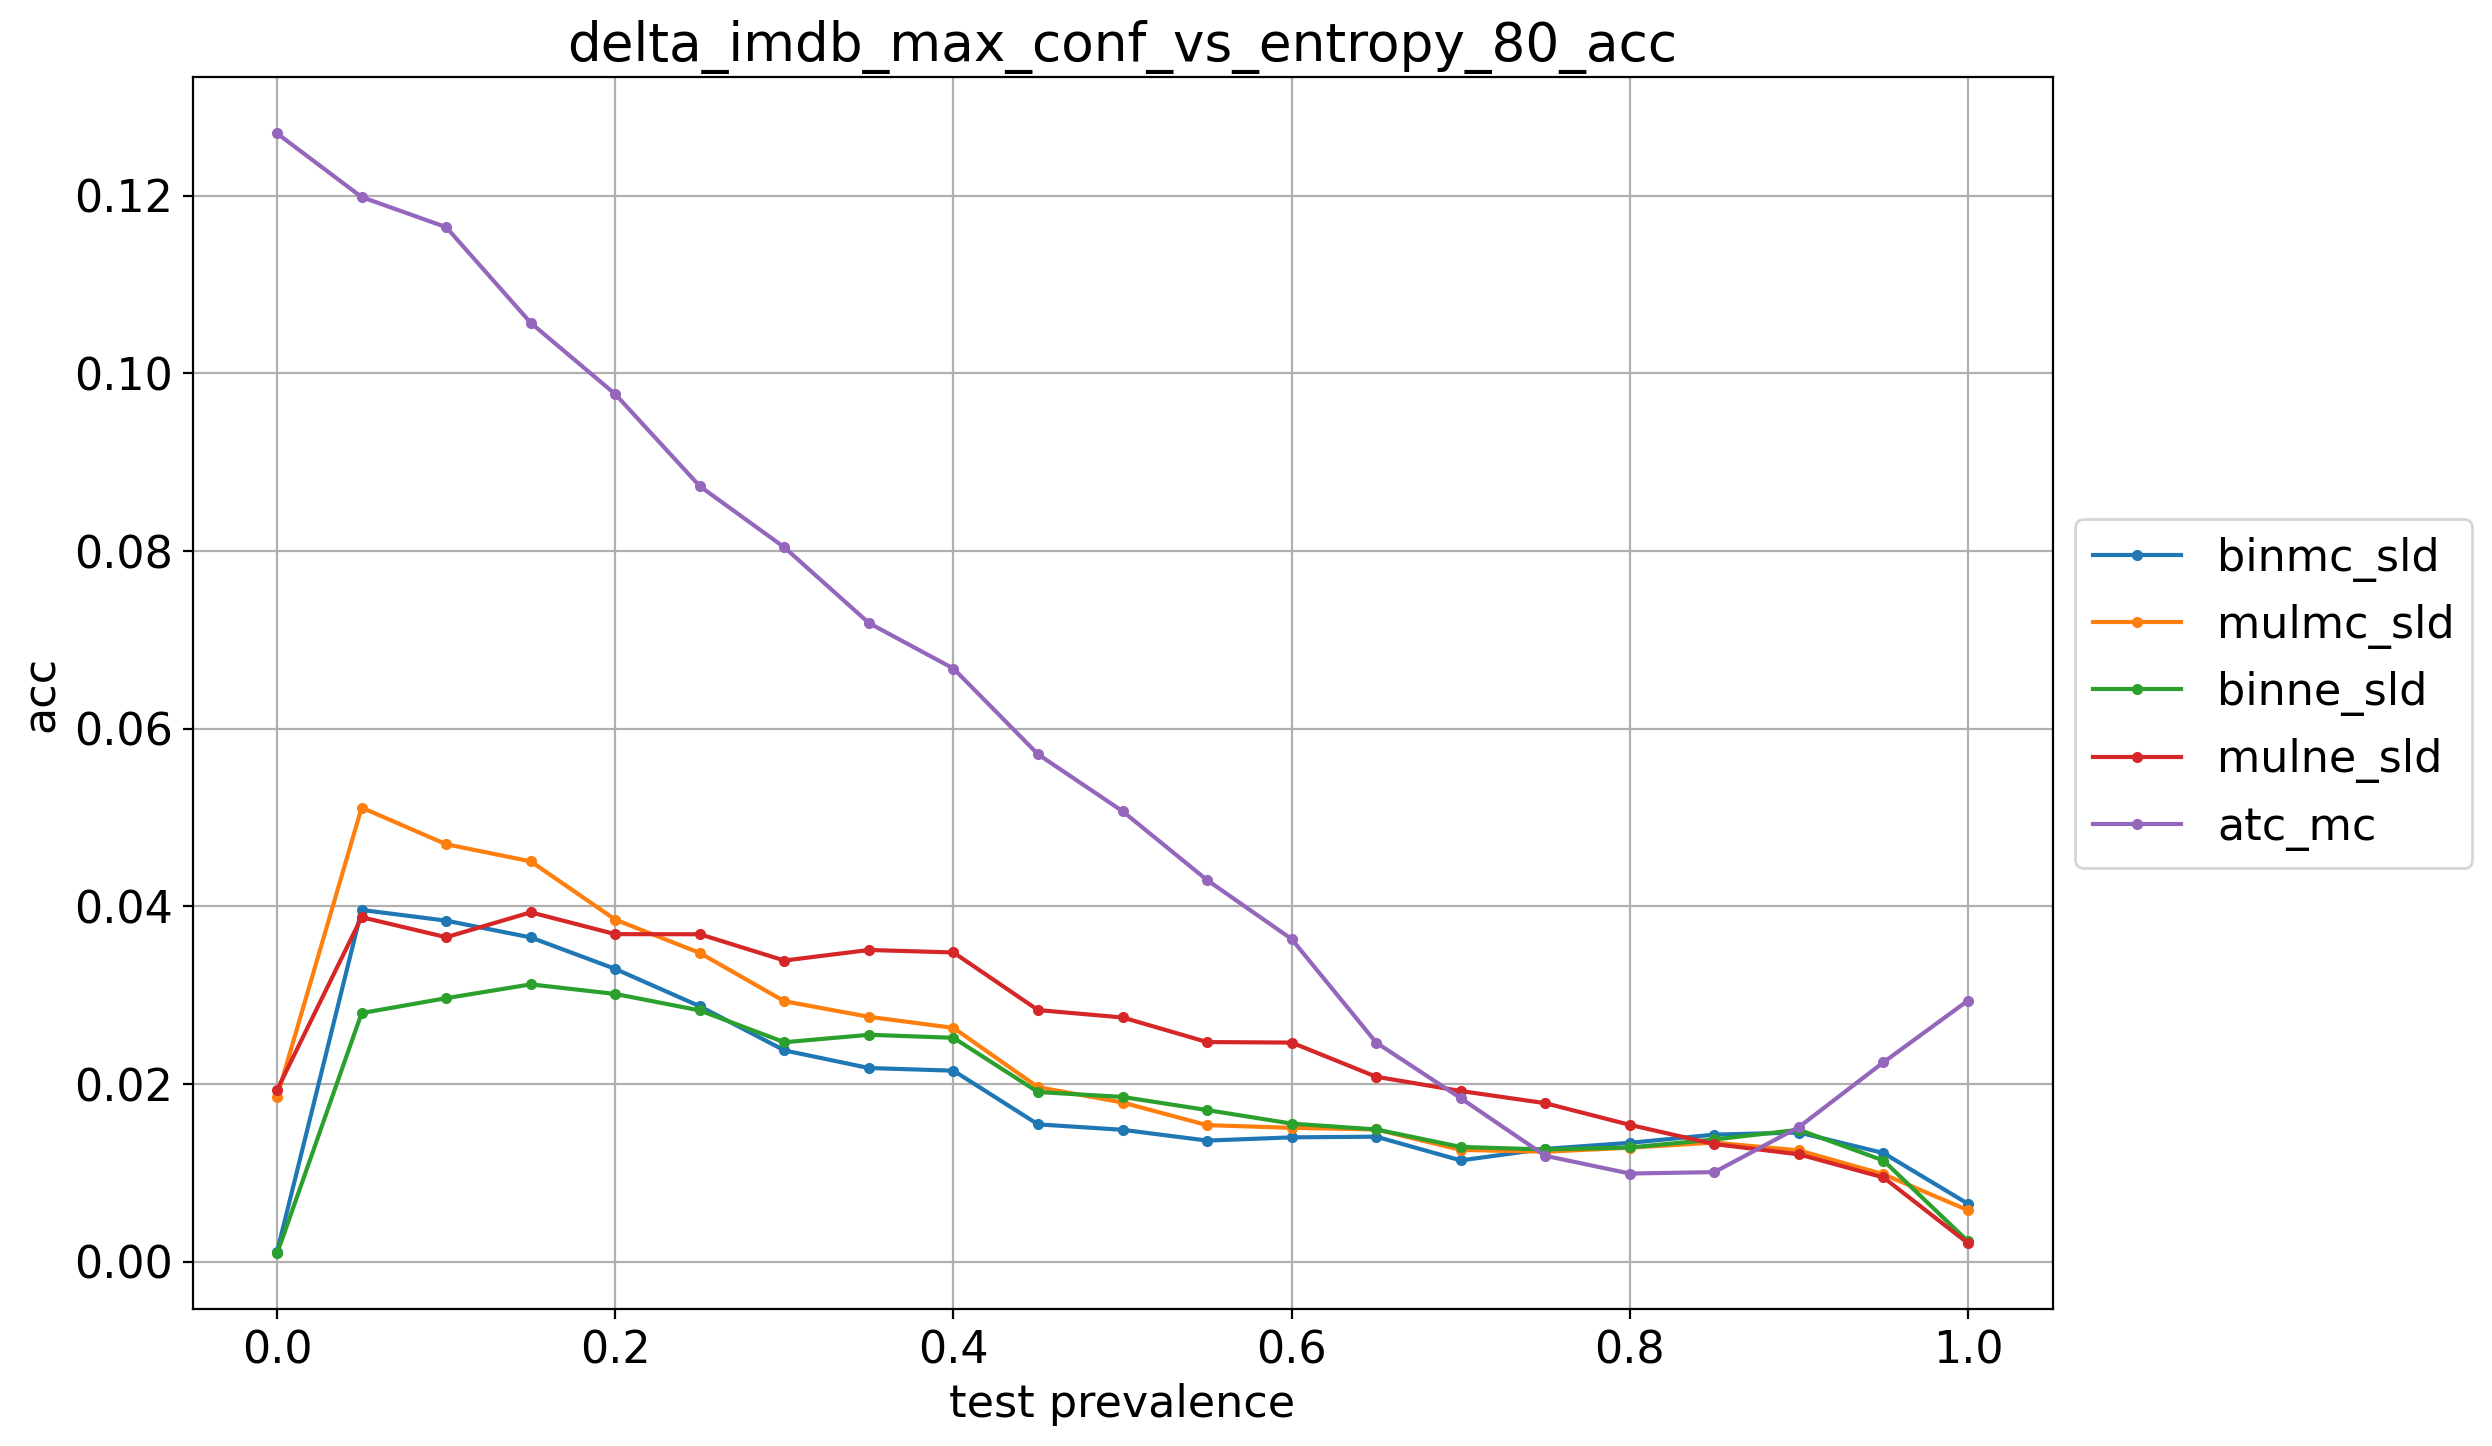 delta_imdb_max_conf_vs_entropy_80_acc
acc
0.12
0.10
0.08
0.06
0.04
0.02
0.00
0.0 0.2 0.4 0.6 0.8 1.0
test prevalence
binmc_sld
mulmc_sld
binne_sld
mulne_sld
atc_mc